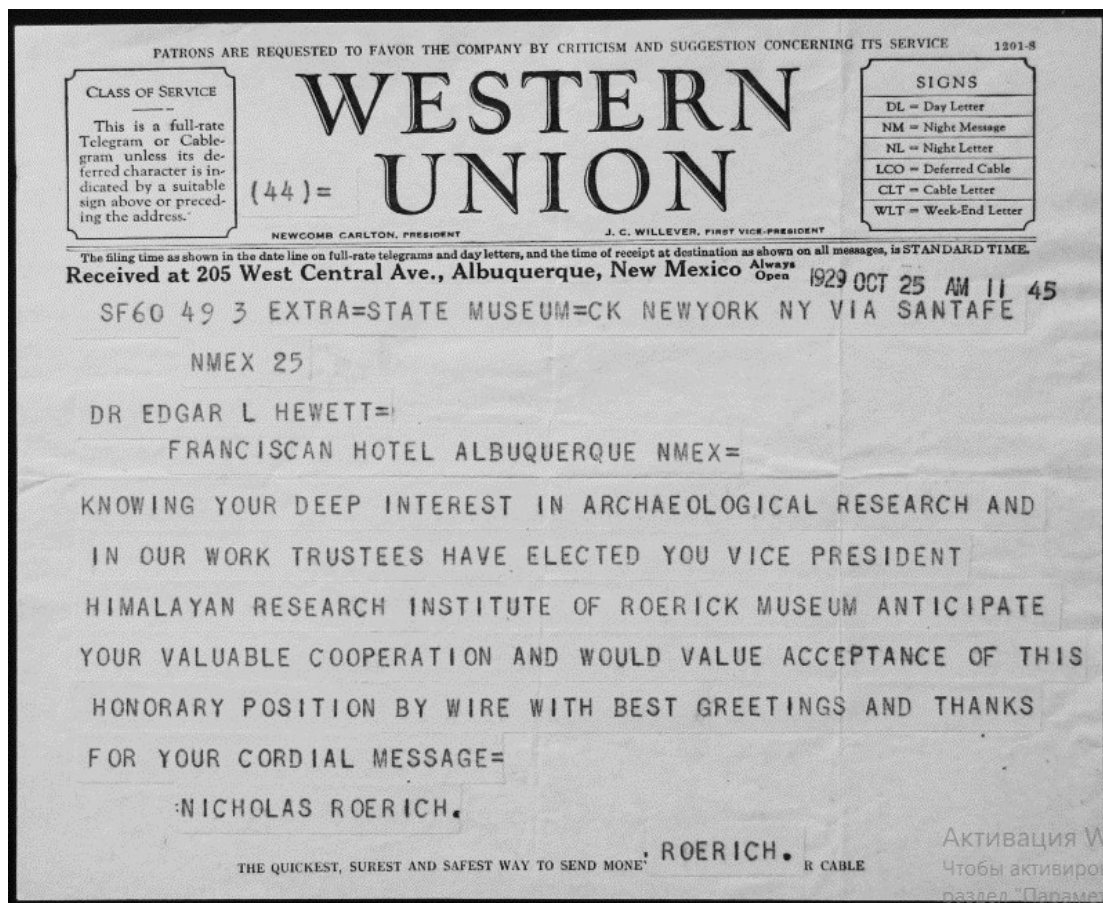 PATRONS ARE REQUESTED TO FAVOR THE COMPANY BY CRITICISM AND SUGGESTION CONCERNING ITS SERVICE
1201-S
CLASS OF SERVICE
This is a full-rate
Telegram or Cable-
gram unless its de-
ferred character is in-
dicated by a suitable
sign above or preced-
ing the address.
(44)=
WESTERN
UNION
NEWCOMB CARLTON, PRESIDENT
J. C. WILLEVER, FIRST VICE-PRESIDENT
SIGNS
DL = Day Letter
NM = Night Message
NL = Night Letter
LCO = Deferred Cable
CLT = Cable Letter
WLT = Week-End Letter
The filing time as shown in the date line on full-rate telegrams and day letters, and the time of receipt at destination as shown on all messages, is STANDARD TIME.
Received at 205 West Central Ave., Albuquerque, New Mexico Always Open
1929 OCT 25 AM 11 45
SF60 49 3 EXTRA=STATE MUSEUM=CK NEWYORK NY VIA SANTAFE
NMEX 25
DR EDGAR L HEWETT=
FRANCISCAN HOTEL ALBUQUERQUE NMEX=
KNOWING YOUR DEEP INTEREST IN ARCHAEOLOGICAL RESEARCH AND
IN OUR WORK TRUSTEES HAVE ELECTED YOU VICE PRESIDENT
HIMALAYAN RESEARCH INSTITUTE OF ROERICK MUSEUM ANTICIPATE
YOUR VALUABLE COOPERATION AND WOULD VALUE ACCEPTANCE OF THIS
HONORARY POSITION BY WIRE WITH BEST GREETINGS AND THANKS
FOR YOUR CORDIAL MESSAGE=
:NICHOLAS ROERICH.
ROERICH.
THE QUICKEST, SUREST AND SAFEST WAY TO SEND MONE R CABLE
Активация W
Чтобы активиро
раздел "Параме